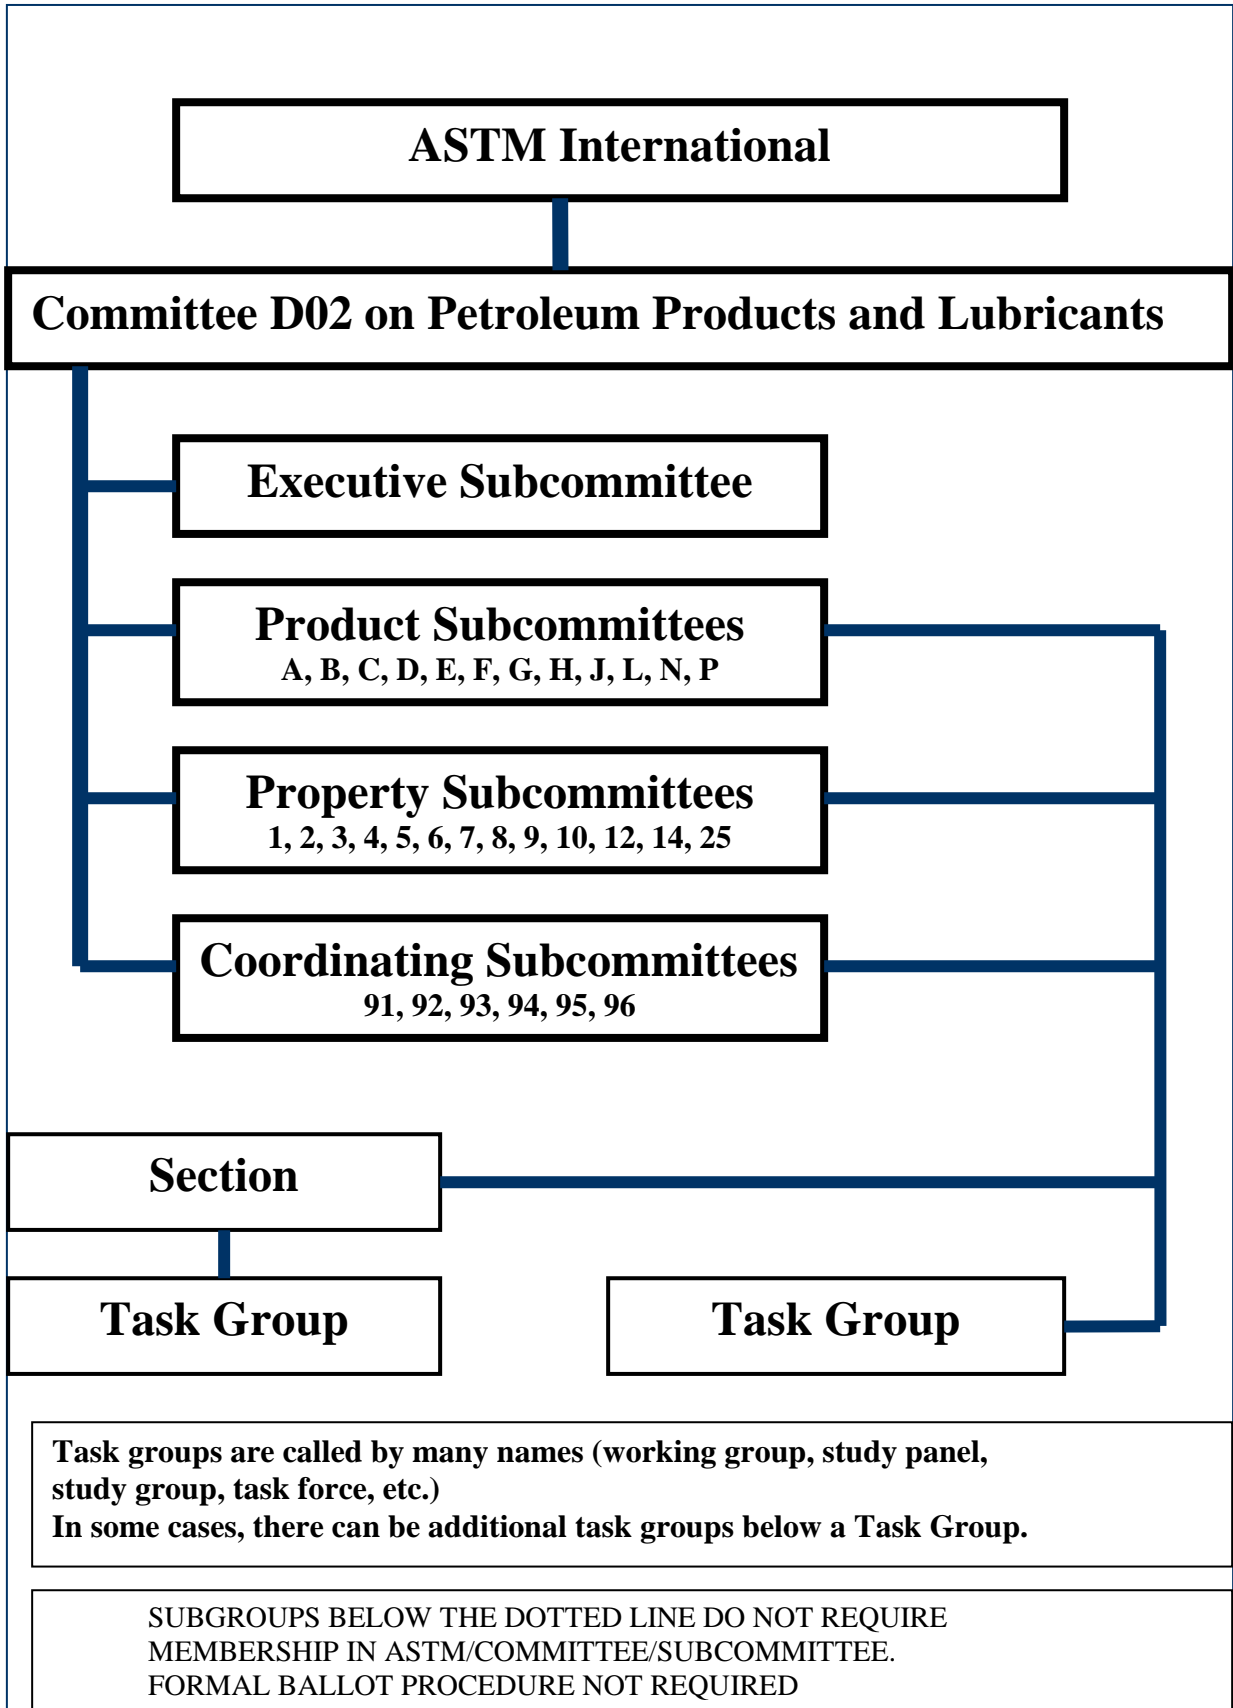 ASTM International
Committee D02 on Petroleum Products and Lubricants
Executive Subcommittee
Product Subcommittees
A, B, C, D, E, F, G, H, J, L, N, P
Property Subcommittees
1, 2, 3, 4, 5, 6, 7, 8, 9, 10, 12, 14, 25
Coordinating Subcommittees
91, 92, 93, 94, 95, 96
Section
Task Group
Task Group
Task groups are called by many names (working group, study panel,
study group, task force, etc.)
In some cases, there can be additional task groups below a Task Group.
SUBGROUPS BELOW THE DOTTED LINE DO NOT REQUIRE
MEMBERSHIP IN ASTM/COMMITTEE/SUBCOMMITTEE.
FORMAL BALLOT PROCEDURE NOT REQUIRED